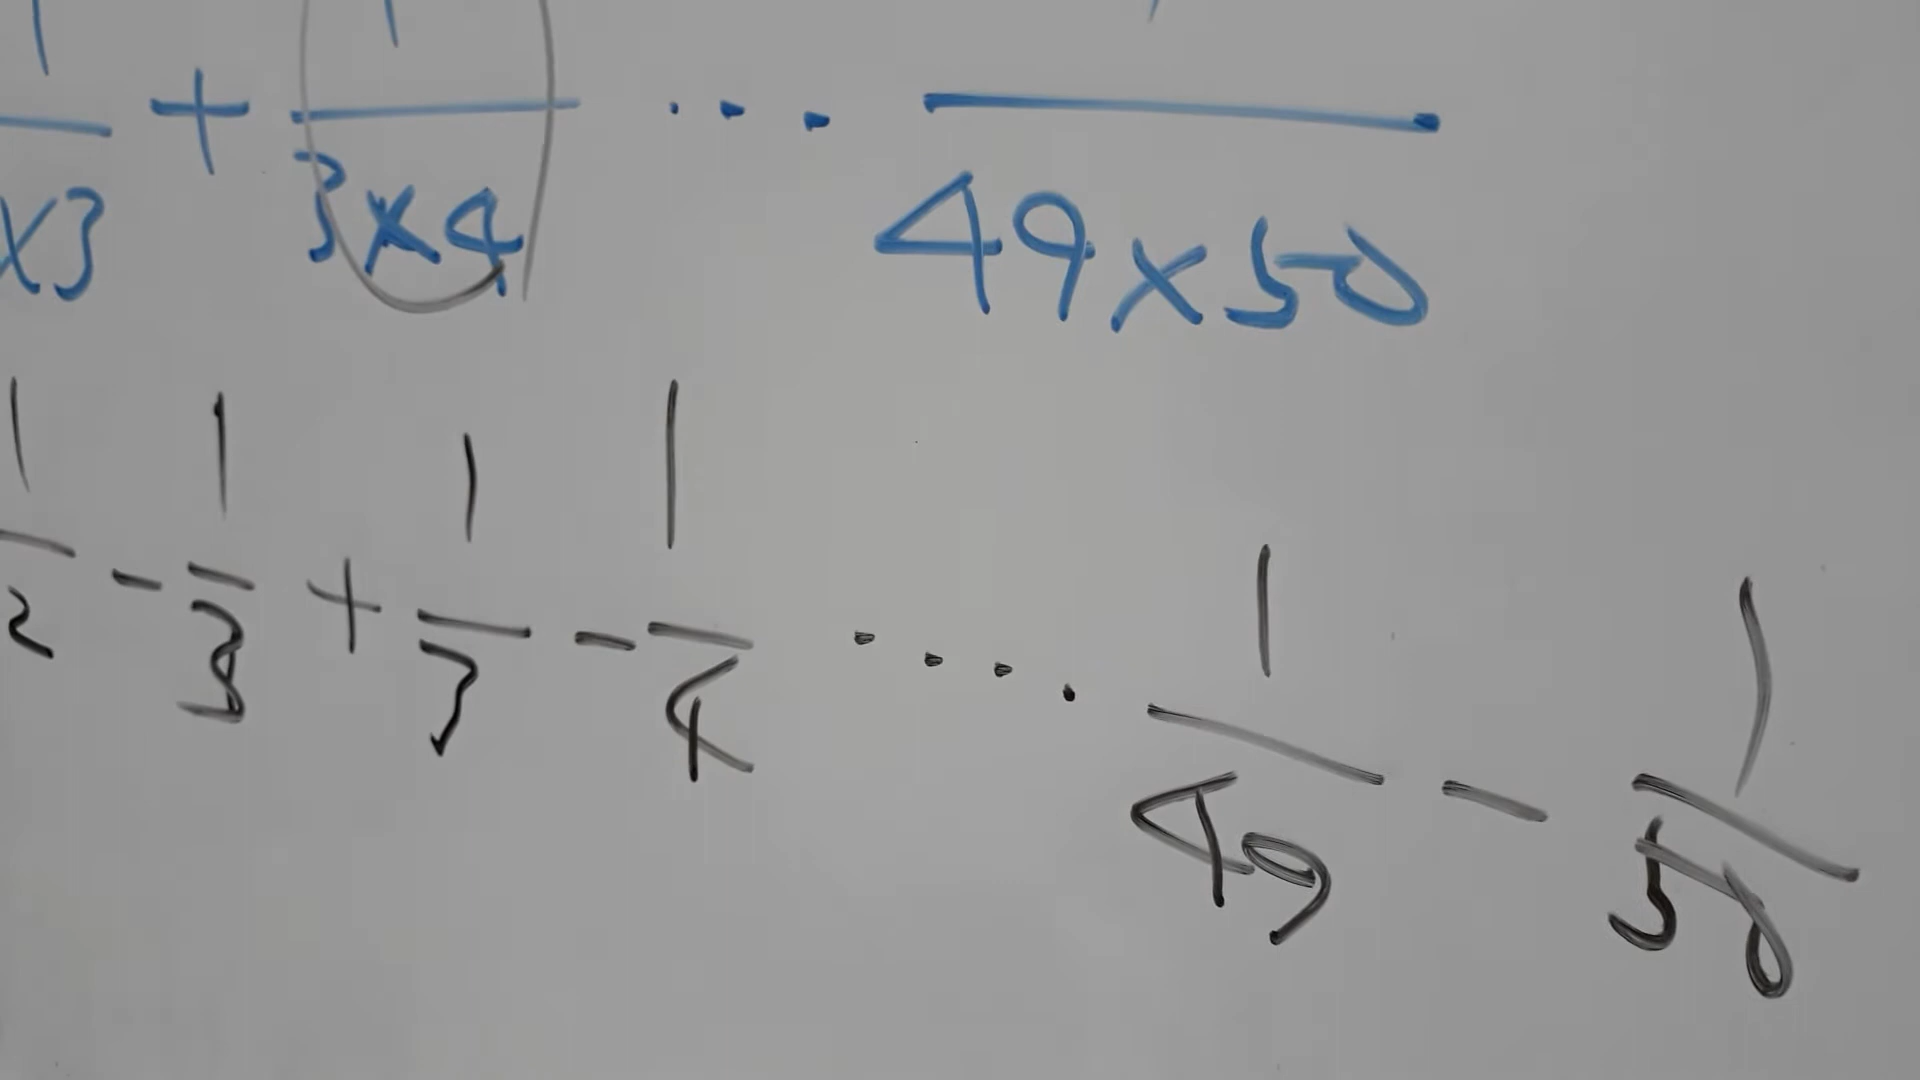 1/×3 + 1/3×4 ... 1/49×50
1/2 - 1/3 + 1/3 - 1/4 .... 1/49 - 1/50